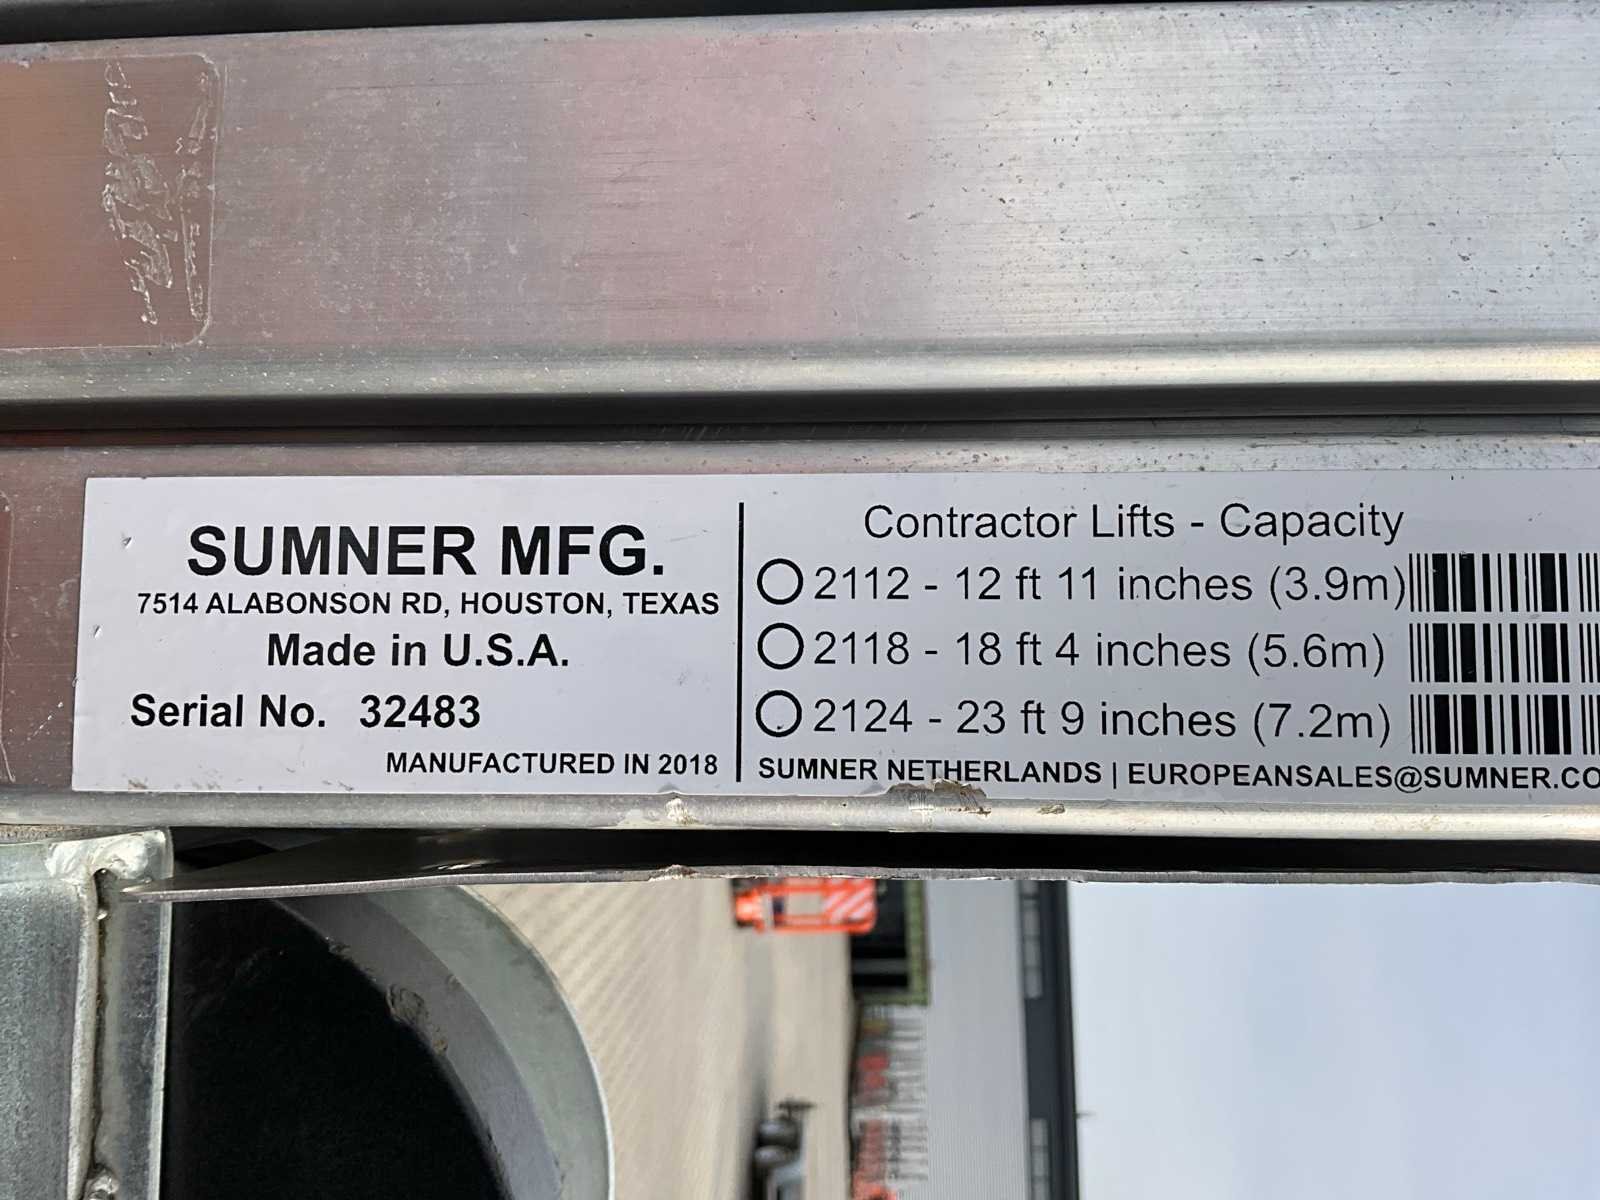 SUMNER MFG.
7514 ALABONSON RD, HOUSTON, TEXAS
Made in U.S.A.
Serial No. 32483
MANUFACTURED IN 2018
Contractor Lifts - Capacity
2112 - 12 ft 11 inches (3.9m)
2118 - 18 ft 4 inches (5.6m)
2124 - 23 ft 9 inches (7.2m)
SUMNER NETHERLANDS | EUROPEANSALES@SUMNER.CO